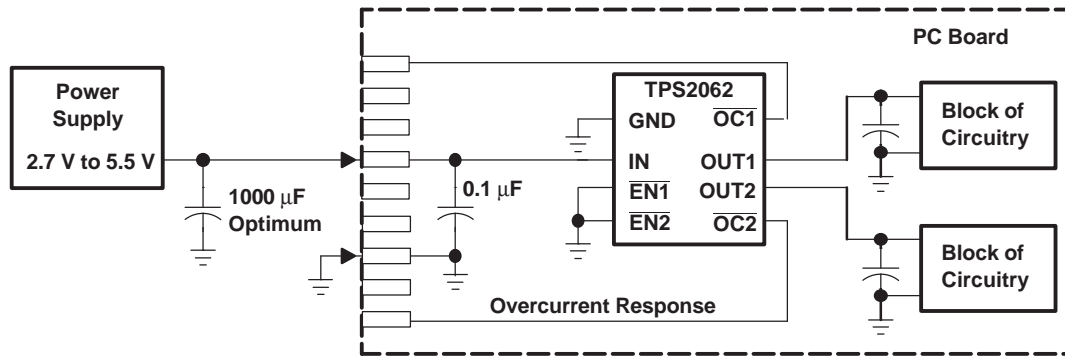 PC Board
Power
Supply
2.7 V to 5.5 V
1000 μF
Optimum
0.1 μF
TPS2062
GND
IN
EN1
EN2
OC1
OUT1
OUT2
OC2
Overcurrent Response
Block of
Circuitry
Block of
Circuitry